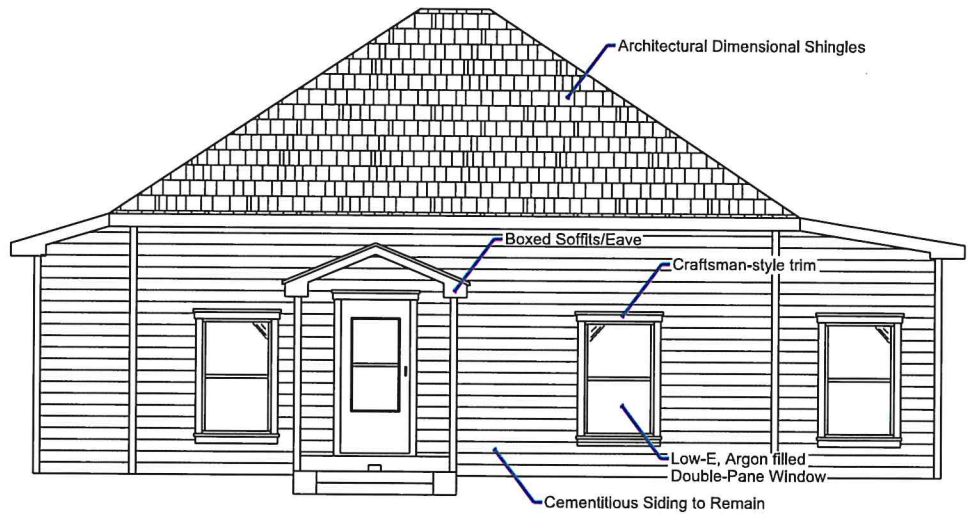 Architectural Dimensional Shingles
Boxed Soffits/Eave
Craftsman-style trim
Low-E, Argon filled
Double-Pane Window
Cementitious Siding to Remain